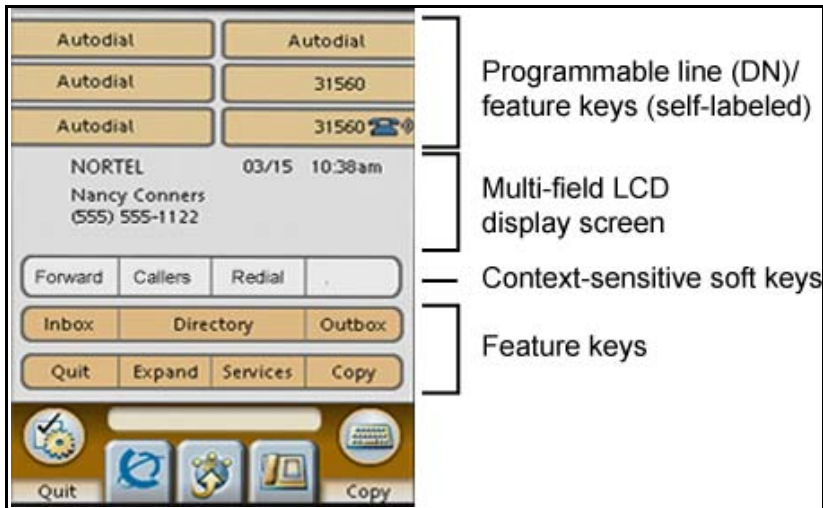 Autodial Autodial
Autodial 31560
Autodial 31560
Programmable line (DN)/
feature keys (self-labeled)
NORTEL 03/15 10:38am
Nancy Conners
(555) 555-1122
Multi-field LCD
display screen
Forward Callers Redial .
Context-sensitive soft keys
Inbox Directory Outbox
Quit Expand Services Copy
Feature keys
Quit Copy